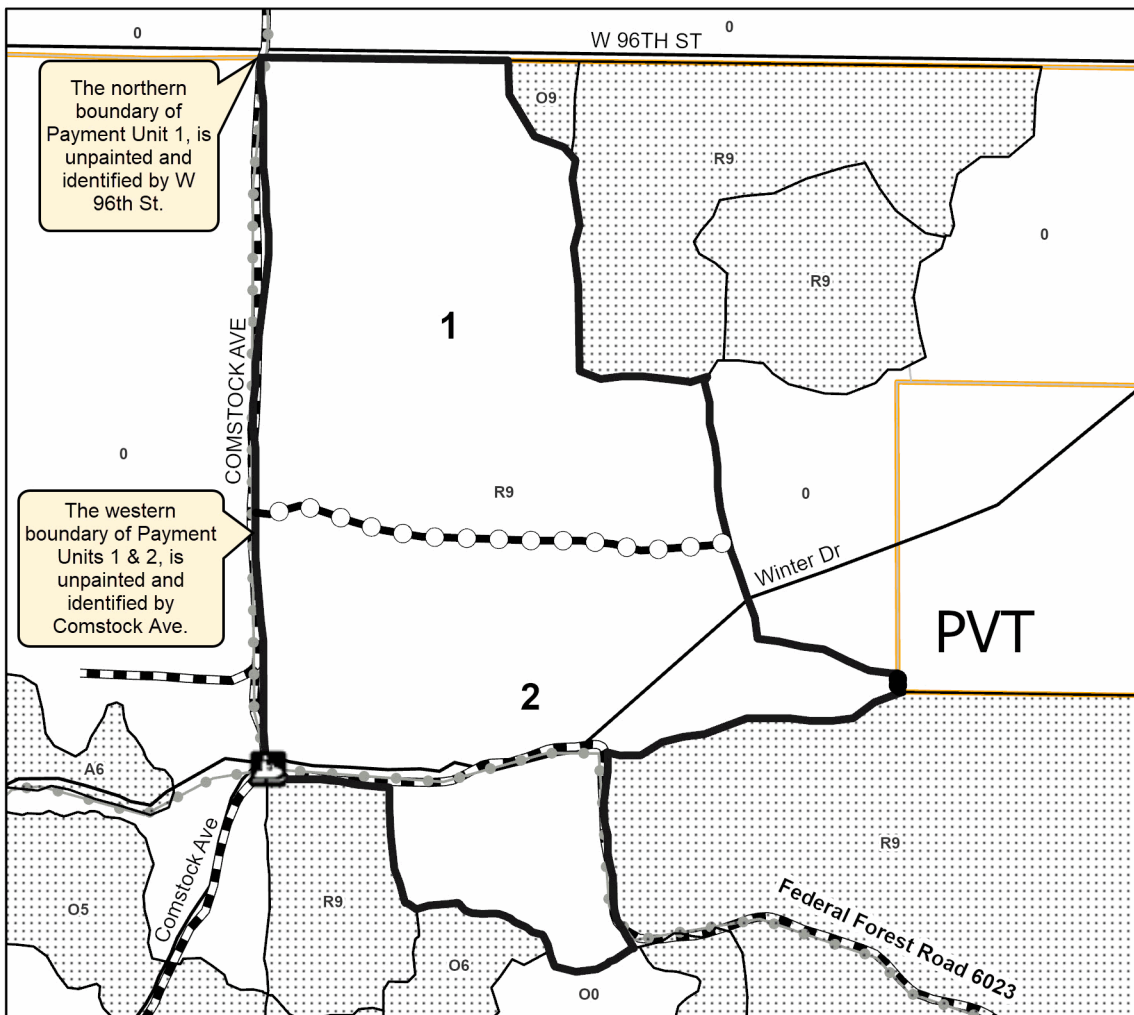 0
0
W 96TH ST
The northern
boundary of
Payment Unit 1, is
unpainted and
identified by W
96th St.
O9
R9
0
R9
1
COMSTOCK AVE
0
R9
0
The western
boundary of Payment
Units 1 & 2, is
unpainted and
identified by
Comstock Ave.
Winter Dr
PVT
2
A6
R9
Comstock Ave
O5
R9
Federal Forest Road 6023
O6
O0